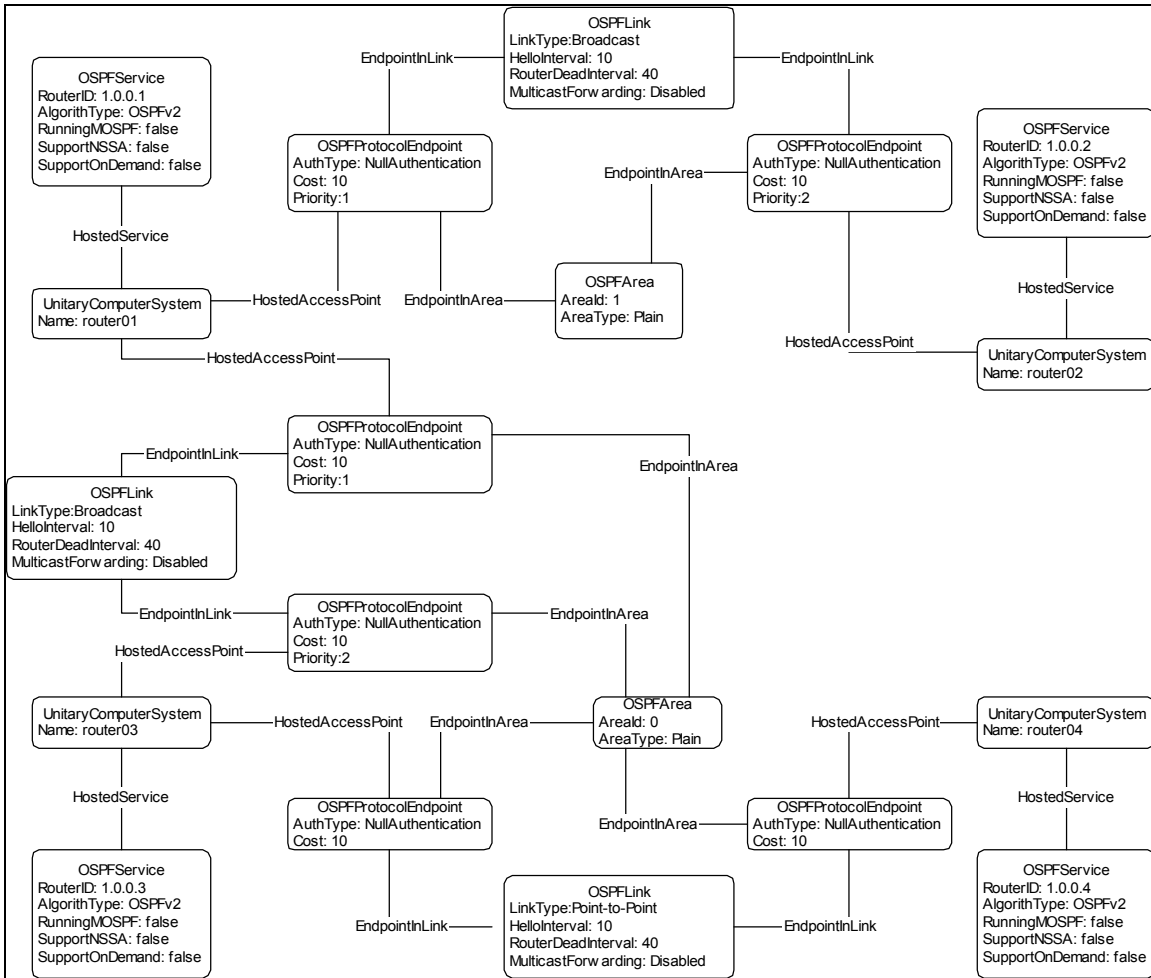 OSPFLink
LinkType:Broadcast
HelloInterval: 10
RouterDeadInterval: 40
MulticastForwarding: Disabled
EndpointInLink
EndpointInLink
OSPFService
RouterID: 1.0.0.1
AlgorithType: OSPFv2
RunningMOSPF: false
SupportNSSA: false
SupportOnDemand: false
OSPFProtocolEndpoint
AuthType: NullAuthentication
Cost: 10
Priority:1
OSPFProtocolEndpoint
AuthType: NullAuthentication
Cost: 10
Priority:2
OSPFService
RouterID: 1.0.0.2
AlgorithType: OSPFv2
RunningMOSPF: false
SupportNSSA: false
SupportOnDemand: false
EndpointInArea
HostedService
OSPFArea
AreaId: 1
AreaType: Plain
HostedService
UnitaryComputerSystem
Name: router01
HostedAccessPoint
EndpointInArea
HostedAccessPoint
UnitaryComputerSystem
Name: router02
HostedAccessPoint
OSPFProtocolEndpoint
AuthType: NullAuthentication
Cost: 10
Priority:1
EndpointInLink
EndpointInArea
OSPFLink
LinkType:Broadcast
HelloInterval: 10
RouterDeadInterval: 40
MulticastForwarding: Disabled
EndpointInLink
OSPFProtocolEndpoint
AuthType: NullAuthentication
Cost: 10
Priority:2
EndpointInArea
HostedAccessPoint
UnitaryComputerSystem
Name: router03
HostedAccessPoint
EndpointInArea
OSPFArea
AreaId: 0
AreaType: Plain
HostedAccessPoint
UnitaryComputerSystem
Name: router04
HostedService
OSPFProtocolEndpoint
AuthType: NullAuthentication
Cost: 10
EndpointInArea
OSPFProtocolEndpoint
AuthType: NullAuthentication
Cost: 10
HostedService
OSPFService
RouterID: 1.0.0.3
AlgorithType: OSPFv2
RunningMOSPF: false
SupportNSSA: false
SupportOnDemand: false
EndpointInLink
OSPFLink
LinkType:Point-to-Point
HelloInterval: 10
RouterDeadInterval: 40
MulticastForwarding: Disabled
EndpointInLink
OSPFService
RouterID: 1.0.0.4
AlgorithType: OSPFv2
RunningMOSPF: false
SupportNSSA: false
SupportOnDemand: false